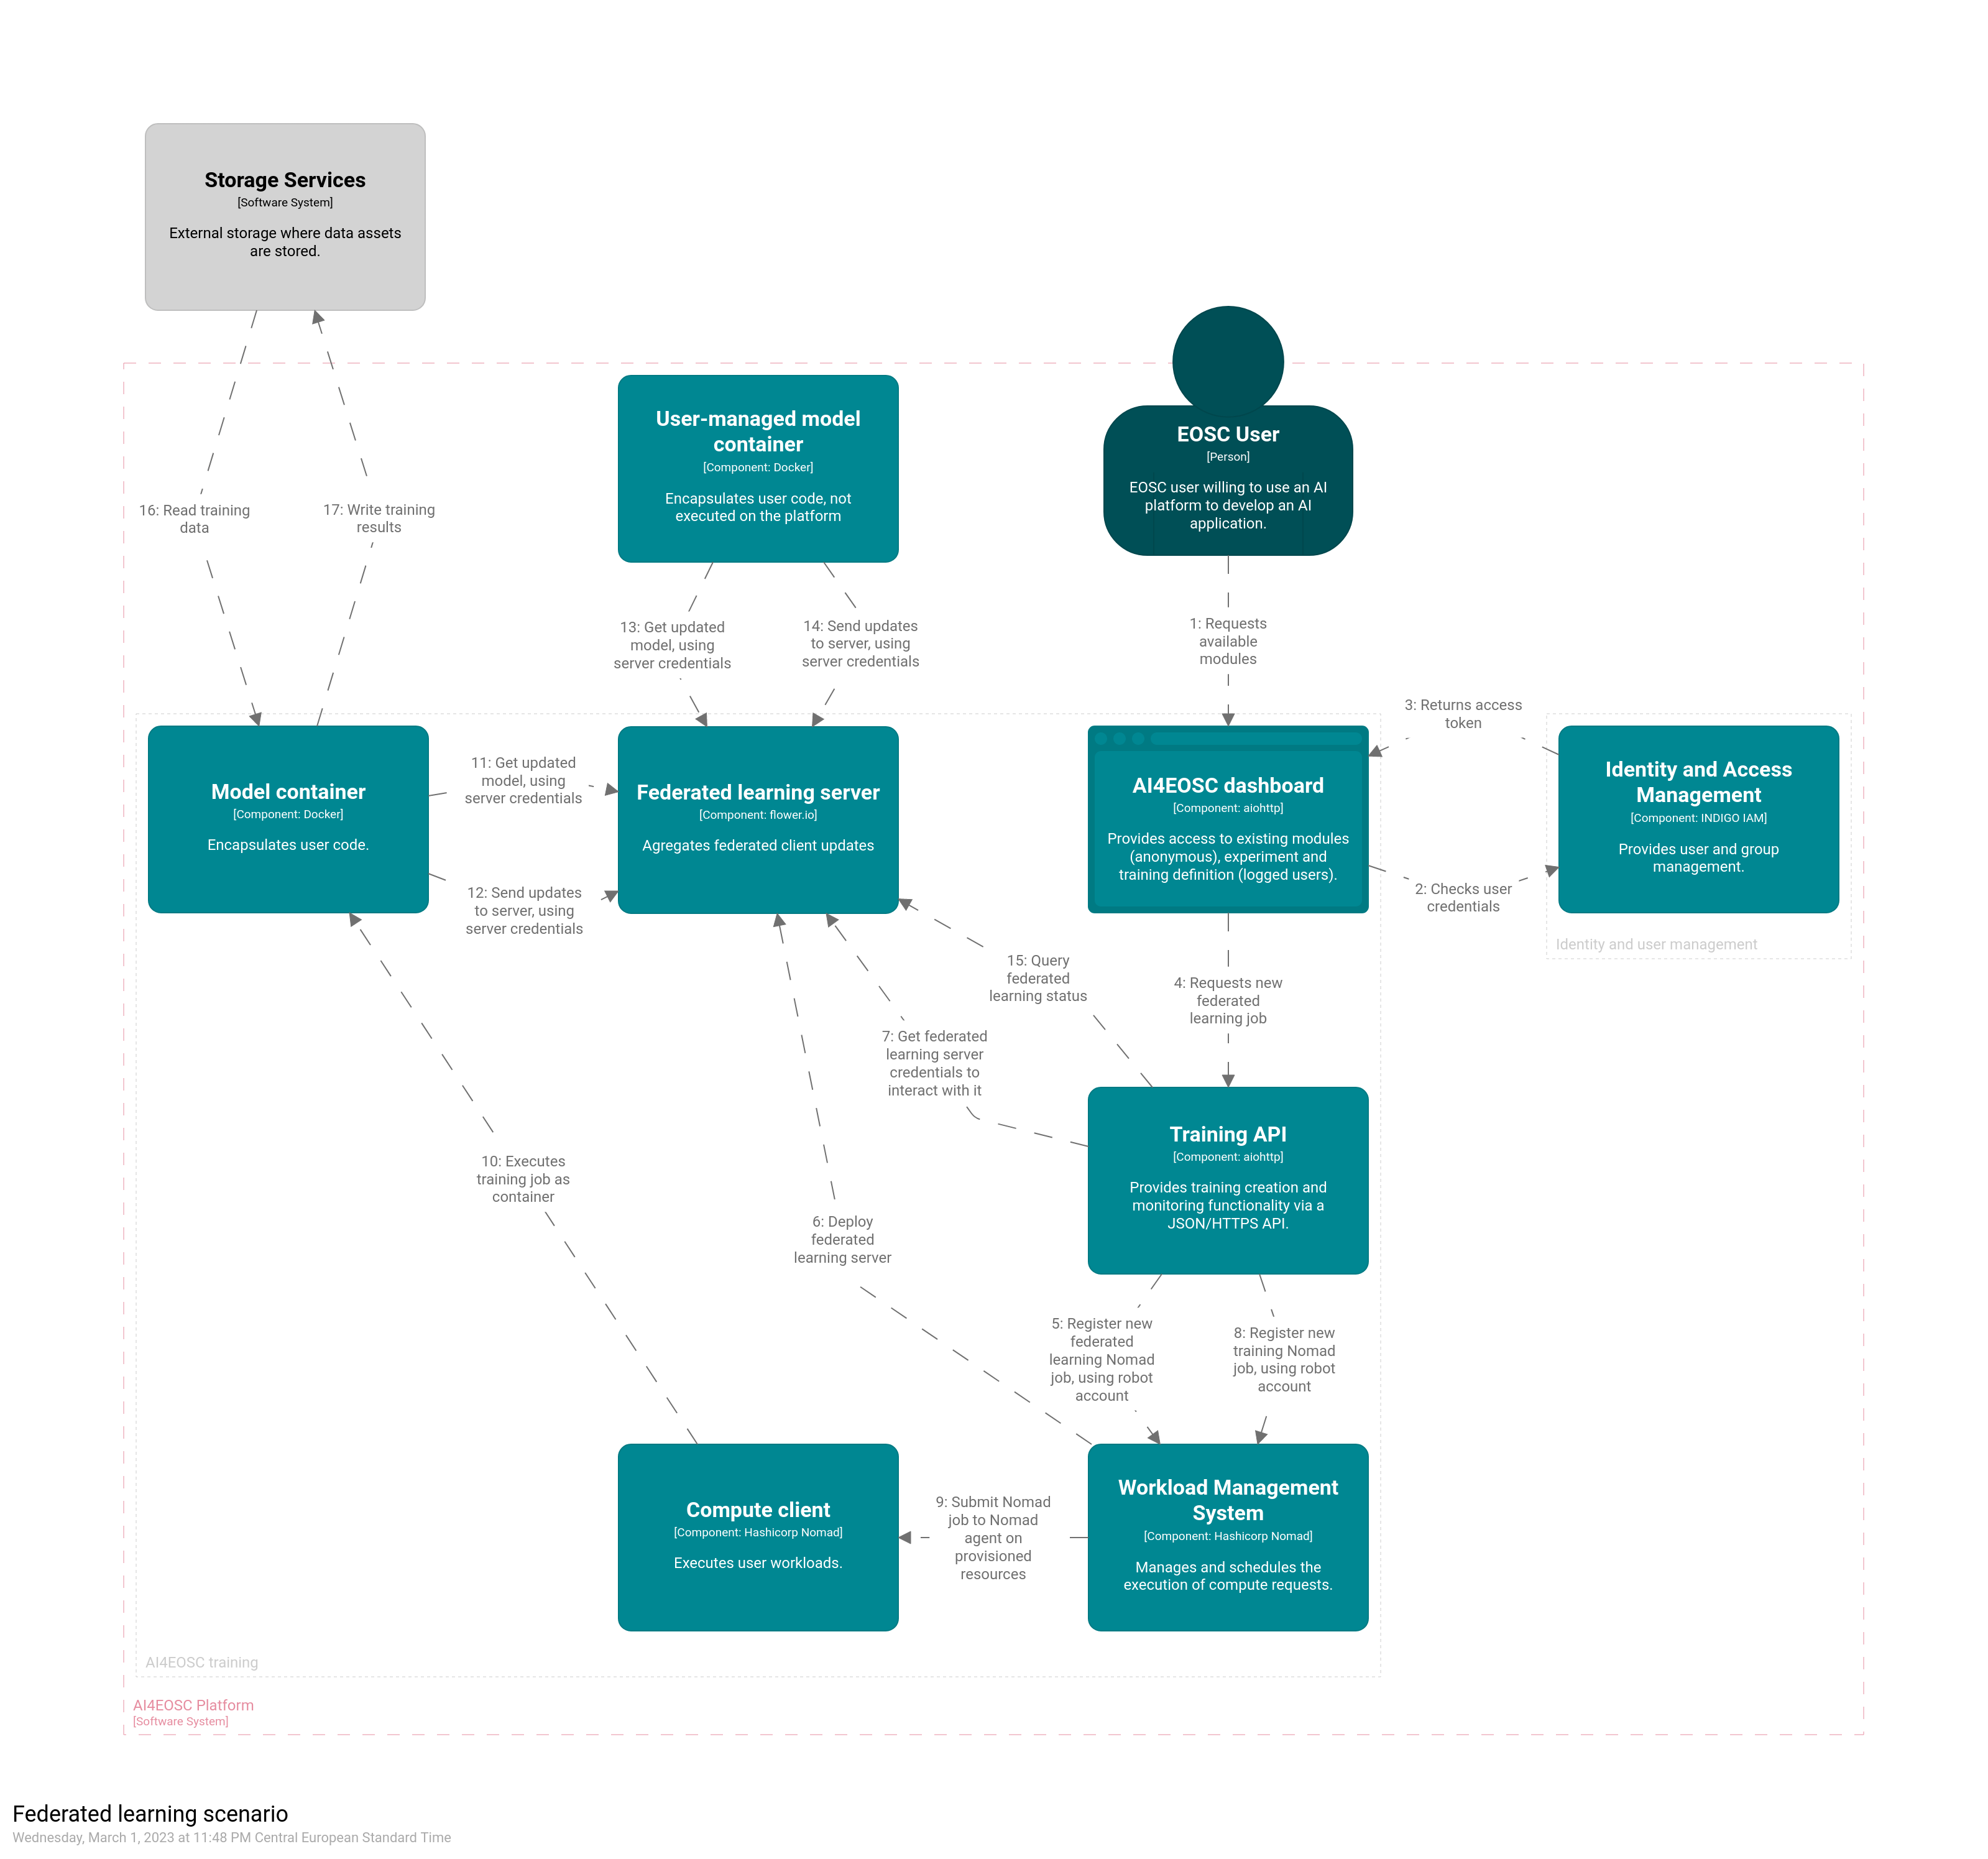 Storage Services
[Software System]
External storage where data assets
are stored.
User-managed model
container
[Component: Docker]
Encapsulates user code, not
executed on the platform
EOSC User
[Person]
EOSC user willing to use an AI
platform to develop an AI
application.
16: Read training
data
17: Write training
results
13: Get updated
model, using
server credentials
14: Send updates
to server, using
server credentials
1: Requests
available
modules
3: Returns access
token
Model container
[Component: Docker]
Encapsulates user code.
11: Get updated
model, using
server credentials
12: Send updates
to server, using
server credentials
Federated learning server
[Component: flower.io]
Agregates federated client updates
AI4EOSC dashboard
[Component: aiohttp]
Provides access to existing modules
(anonymous), experiment and
training definition (logged users).
2: Checks user
credentials
Identity and Access
Management
[Component: INDIGO IAM]
Provides user and group
management.
Identity and user management
15: Query
federated
learning status
4: Requests new
federated
learning job
7: Get federated
learning server
credentials to
interact with it
Training API
[Component: aiohttp]
Provides training creation and
monitoring functionality via a
JSON/HTTPS API.
10: Executes
training job as
container
6: Deploy
federated
learning server
5: Register new
federated
learning Nomad
job, using robot
account
8: Register new
training Nomad
job, using robot
account
Compute client
[Component: Hashicorp Nomad]
Executes user workloads.
9: Submit Nomad
job to Nomad
agent on
provisioned
resources
Workload Management
System
[Component: Hashicorp Nomad]
Manages and schedules the
execution of compute requests.
AI4EOSC training
AI4EOSC Platform
[Software System]
Federated learning scenario
Wednesday, March 1, 2023 at 11:48 PM Central European Standard Time